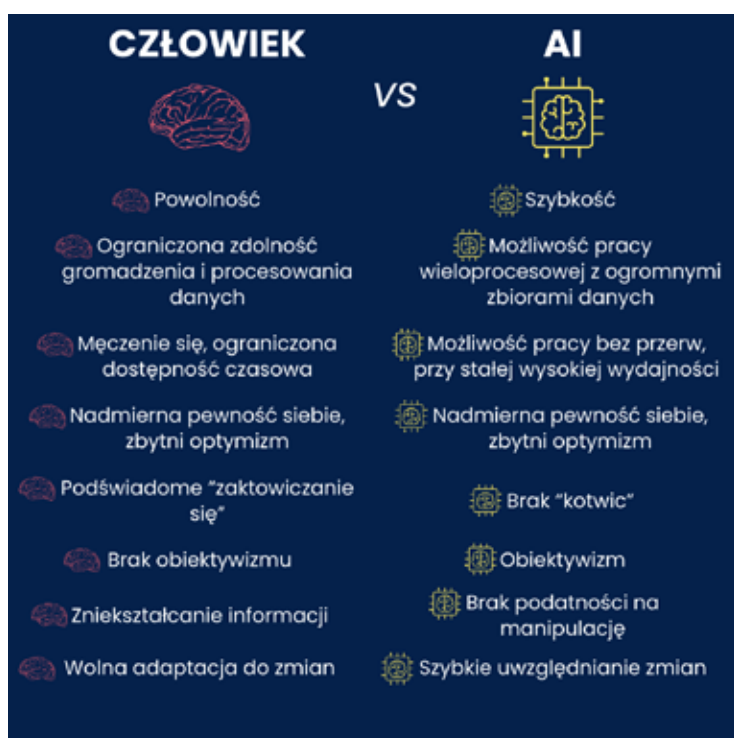 CZŁOWIEK
VS
AI
Powolność
Ograniczona zdolność
gromadzenia i procesowania
danych
Męczenie się, ograniczona
dostępność czasowa
Nadmierna pewność siebie,
zbytni optymizm
Podświadome "zaktowiczanie
się"
Brak obiektywizmu
Zniekształcanie informacji
Wolna adaptacja do zmian
Szybkość
Możliwość pracy
wieloprocesowej z ogromnymi
zbiorami danych
Możliwość pracy bez przerw,
przy stałej wysokiej wydajności
Nadmierna pewność siebie,
zbytni optymizm
Brak "kotwic"
Obiektywizm
Brak podatności na
manipulację
Szybkie uwzględnianie zmian